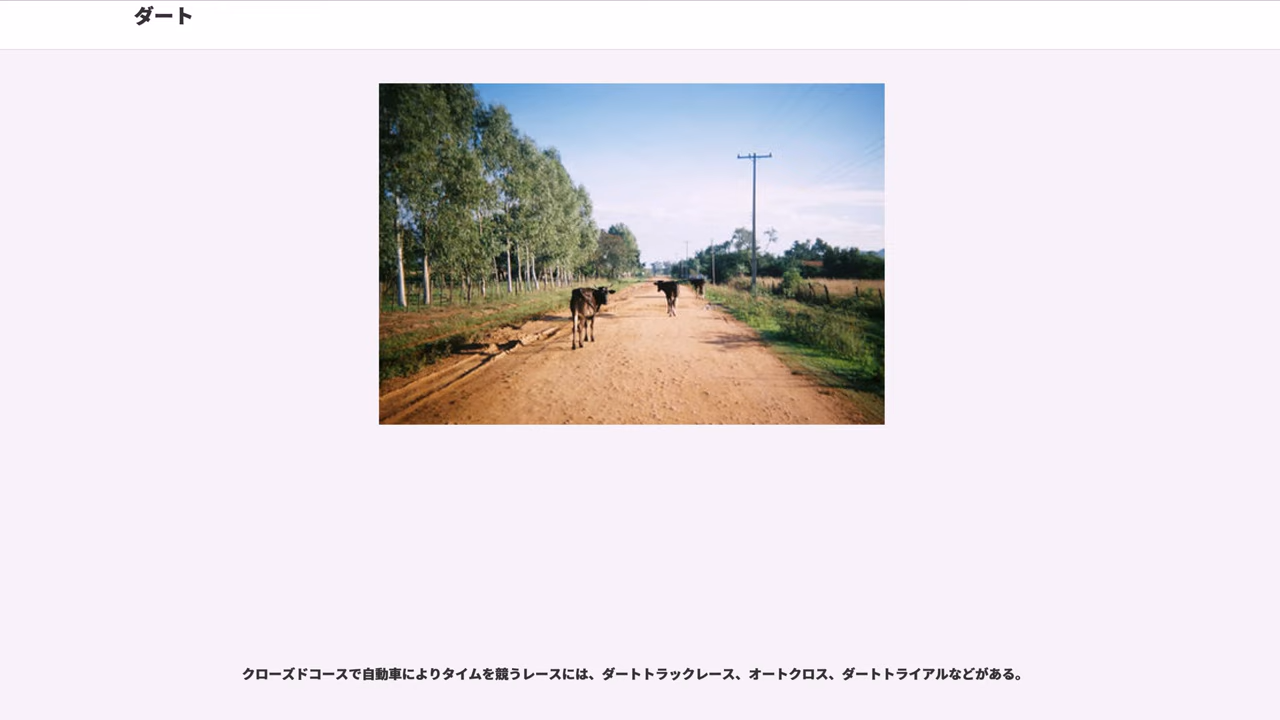 ダート
クローズドコースで自動車によりタイムを競うレースには、ダートトラックレース、オートクロス、ダートトライアルなどがある。